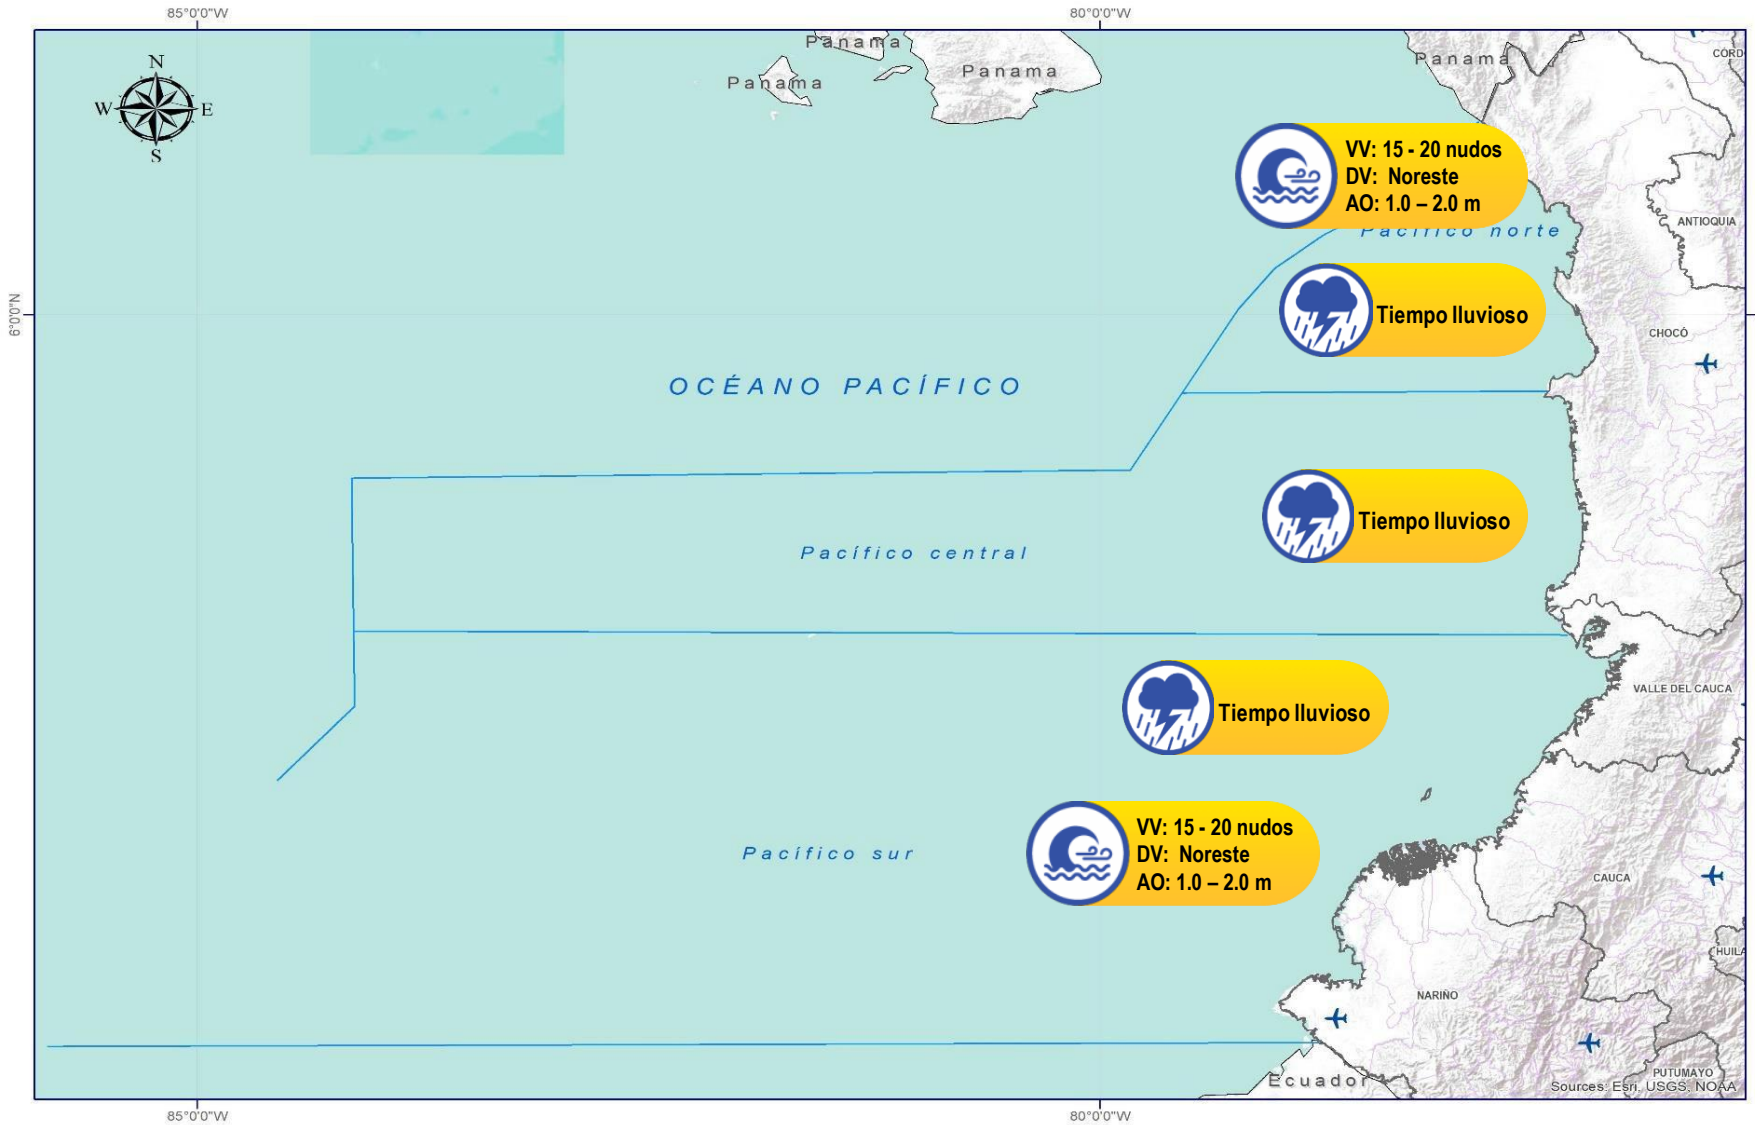 85°0'0"W
80°0'0"W
Panama
Panama
Panama
Panama
N
W
E
S
VV: 15 - 20 nudos
DV: Noreste
AO: 1.0 – 2.0 m
Pacífico norte
ANTIOQUIA
6°0'0"N
Tiempo lluvioso
CHOCÓ
OCÉANO PACÍFICO
Tiempo lluvioso
Pacífico central
VALLE DEL CAUCA
Tiempo lluvioso
VV: 15 - 20 nudos
DV: Noreste
AO: 1.0 – 2.0 m
Pacífico sur
CAUCA
HUILA
NARIÑO
PUTUMAYO
Ecuador
Sources: Esri, USGS, NOAA
85°0'0"W
80°0'0"W